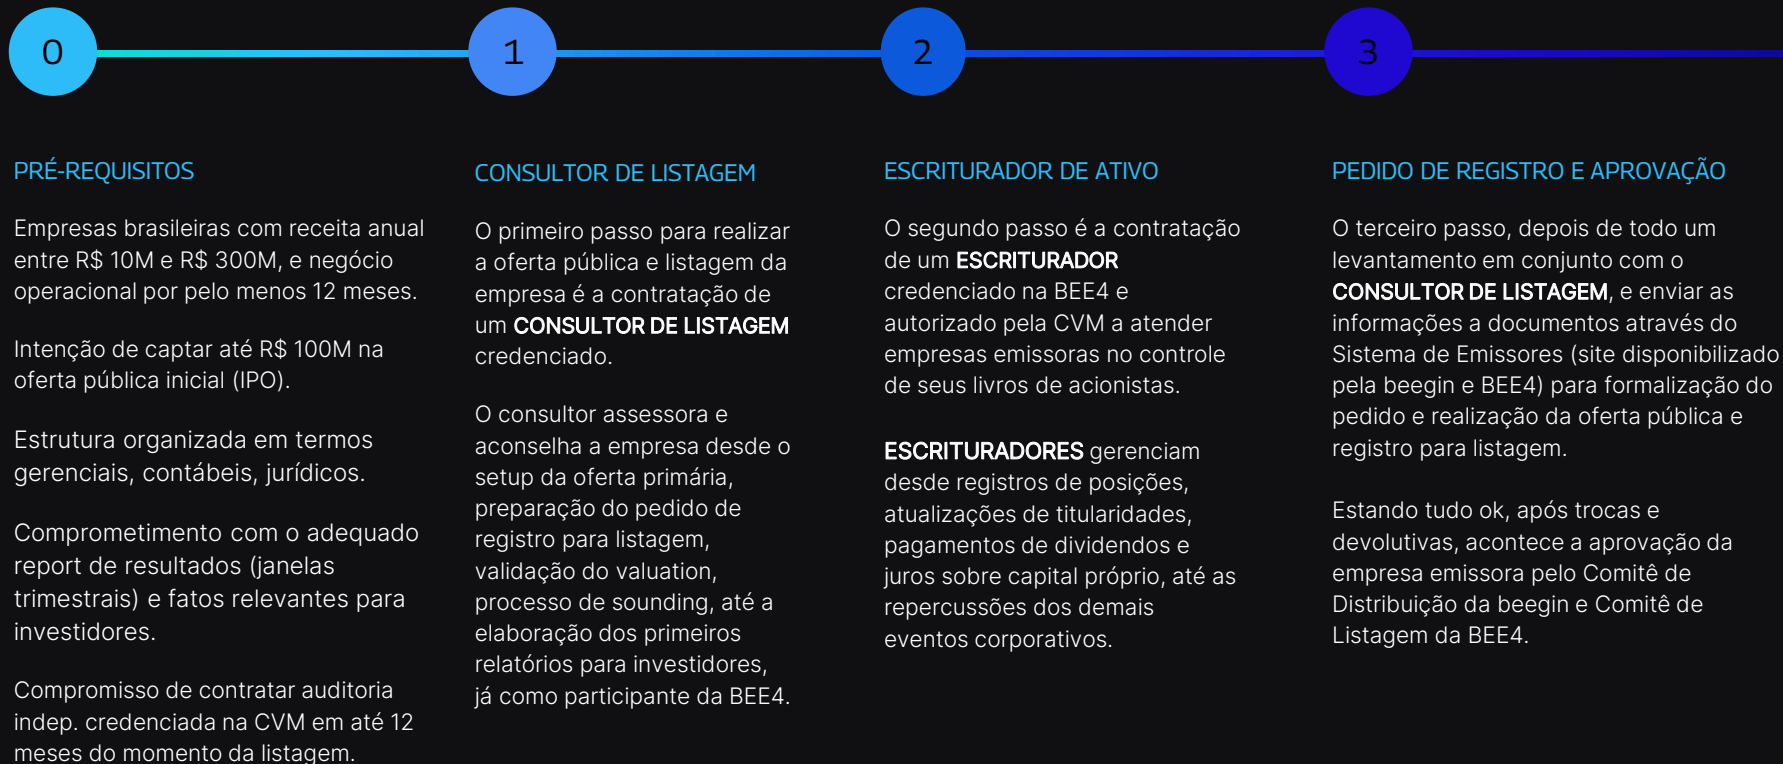 0
1
2
3
PRÉ-REQUISITOS
Empresas brasileiras com receita anual
entre R$ 10M e R$ 300M, e negócio
operacional por pelo menos 12 meses.
Intenção de captar até R$ 100M na
oferta pública inicial (IPO).
Estrutura organizada em termos
gerenciais, contábeis, jurídicos.
Comprometimento com o adequado
report de resultados (janelas
trimestrais) e fatos relevantes para
investidores.
Compromisso de contratar auditoria
indep. credenciada na CVM em até 12
meses do momento da listagem.
CONSULTOR DE LISTAGEM
O primeiro passo para realizar
a oferta pública e listagem da
empresa é a contratação de
um CONSULTOR DE LISTAGEM
credenciado.
O consultor assessora e
aconselha a empresa desde o
setup da oferta primária,
preparação do pedido de
registro para listagem,
validação do valuation,
processo de sounding, até a
elaboração dos primeiros
relatórios para investidores,
já como participante da BEE4.
ESCRITURADOR DE ATIVO
O segundo passo é a contratação
de um ESCRITURADOR
credenciado na BEE4 e
autorizado pela CVM a atender
empresas emissoras no controle
de seus livros de acionistas.
ESCRITURADORES gerenciam
desde registros de posições,
atualizações de titularidades,
pagamentos de dividendos e
juros sobre capital próprio, até as
repercussões dos demais
eventos corporativos.
PEDIDO DE REGISTRO E APROVAÇÃO
O terceiro passo, depois de todo um
levantamento em conjunto com o
CONSULTOR DE LISTAGEM, e enviar as
informações a documentos através do
Sistema de Emissores (site disponibilizado
pela beegin e BEE4) para formalização do
pedido e realização da oferta pública e
registro para listagem.
Estando tudo ok, após trocas e
devolutivas, acontece a aprovação da
empresa emissora pelo Comitê de
Distribuição da beegin e Comitê de
Listagem da BEE4.